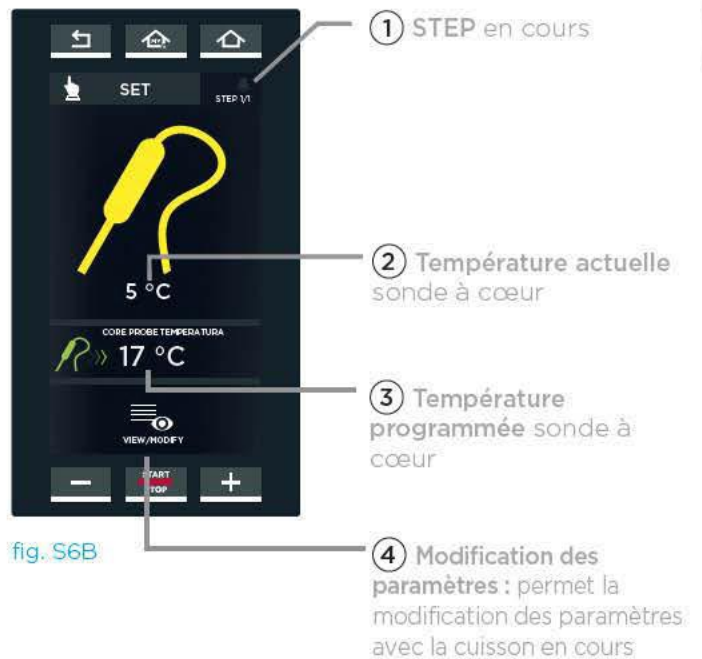 MY
SET
STEP 1/1
5 °C
CORE PROBE TEMPERATURA
17 °C
VIEW/MODIFY
START
STOP
fig. S6B
1 STEP en cours
2 Température actuelle
sonde à cœur
3 Température
programmée sonde à
cœur
4 Modification des
paramètres : permet la
modification des paramètres
avec la cuisson en cours